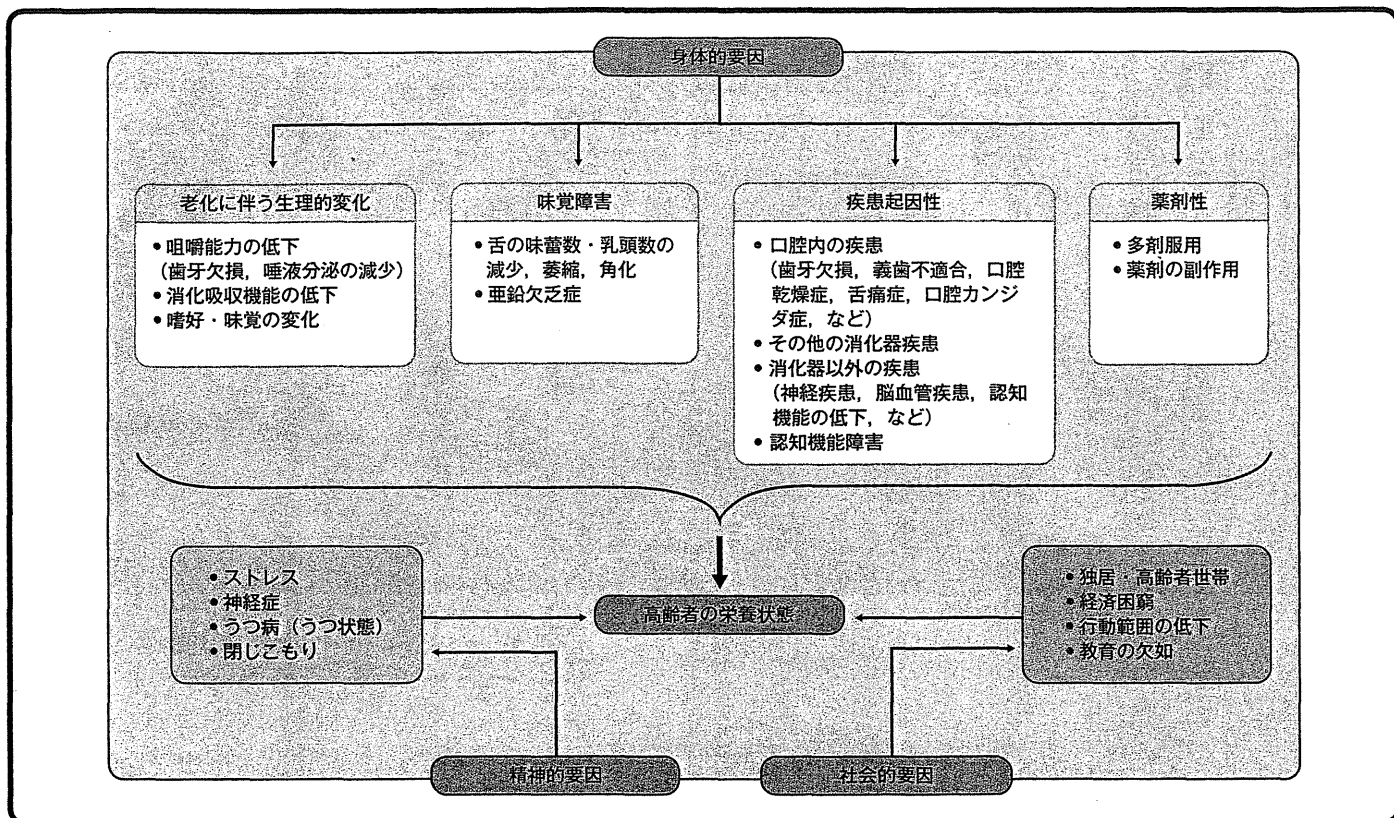 身体的要因
老化に伴う生理的変化
• 咀嚼能力の低下
（歯牙欠損，唾液分泌の減少）
• 消化吸収機能の低下
• 嗜好・味覚の変化
味覚障害
• 舌の味蕾数・乳頭数の
減少，萎縮，角化
• 亜鉛欠乏症
疾患起因性
• 口腔内の疾患
（歯牙欠損，義歯不適合，口腔
乾燥症，舌痛症，口腔カンジ
ダ症，など）
• その他の消化器疾患
• 消化器以外の疾患
（神経疾患，脳血管疾患，認知
機能の低下，など）
• 認知機能障害
薬剤性
• 多剤服用
• 薬剤の副作用
• ストレス
• 神経症
• うつ病（うつ状態）
• 閉じこもり
高齢者の栄養状態
• 独居・高齢者世帯
• 経済困窮
• 行動範囲の低下
• 教育の欠如
精神的要因
社会的要因